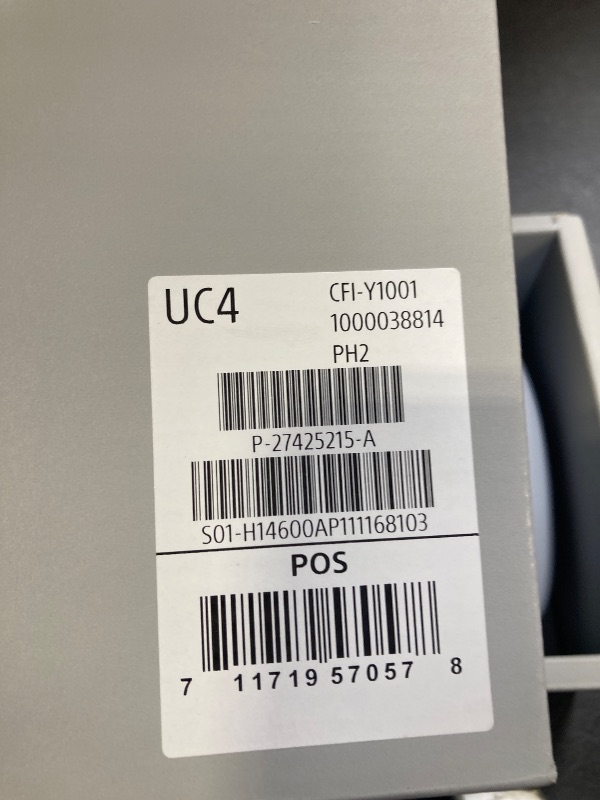 UC4
CFI-Y1001
1000038814
PH2
P-27425215-A
S01-H14600AP111168103
POS
7 11719 57057 8